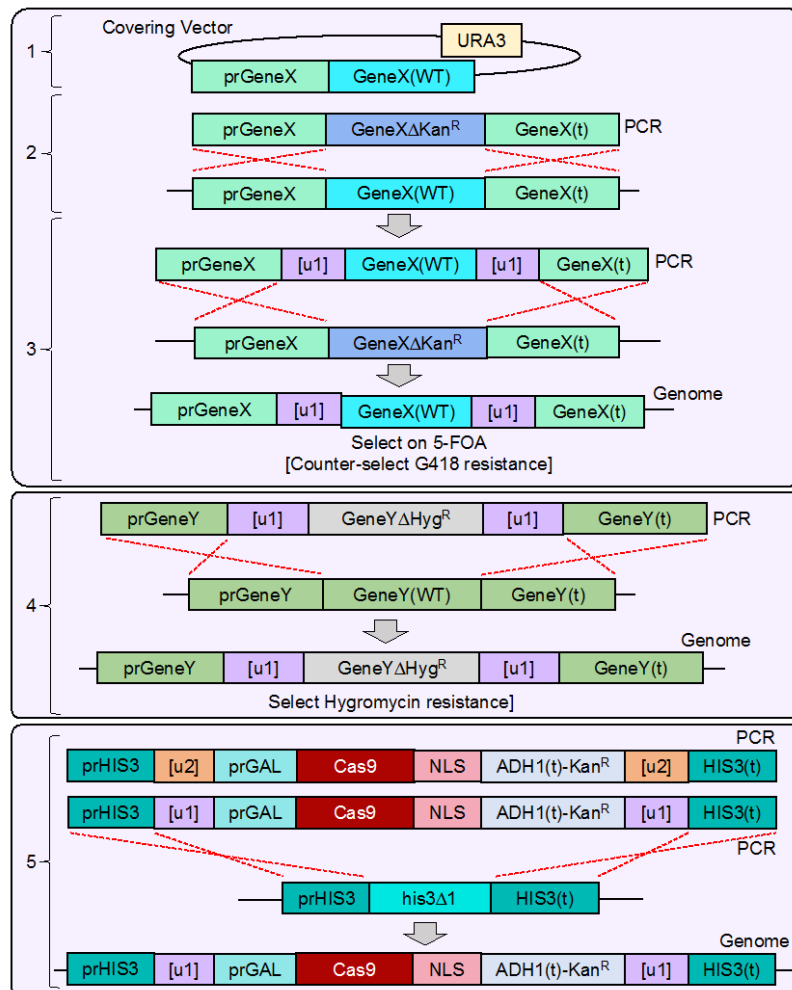 Covering Vector
1
URA3
prGeneX GeneX(WT)
2
prGeneX GeneXΔKanᴿ GeneX(t) PCR
prGeneX GeneX(WT) GeneX(t)
3
prGeneX [u1] GeneX(WT) [u1] GeneX(t) PCR
prGeneX GeneXΔKanᴿ GeneX(t)
Genome
prGeneX [u1] GeneX(WT) [u1] GeneX(t)
Select on 5-FOA
[Counter-select G418 resistance]
4
prGeneY [u1] GeneYΔHygᴿ [u1] GeneY(t) PCR
prGeneY GeneY(WT) GeneY(t)
Genome
prGeneY [u1] GeneYΔHygᴿ [u1] GeneY(t)
Select Hygromycin resistance]
5
PCR
prHIS3 [u2] prGAL Cas9 NLS ADH1(t)-Kanᴿ [u2] HIS3(t)
prHIS3 [u1] prGAL Cas9 NLS ADH1(t)-Kanᴿ [u1] HIS3(t)
PCR
prHIS3 his3Δ1 HIS3(t)
Genome
prHIS3 [u1] prGAL Cas9 NLS ADH1(t)-Kanᴿ [u1] HIS3(t)